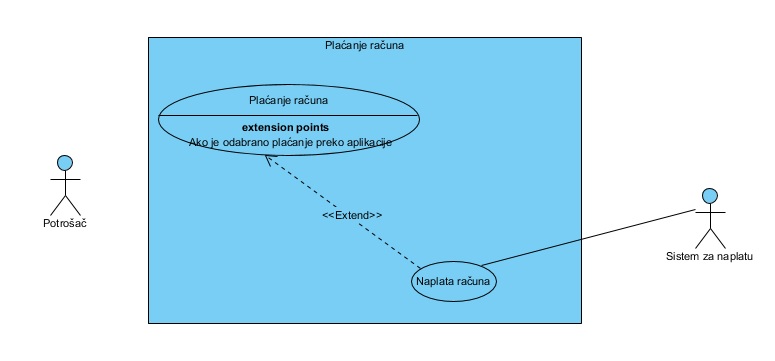 Plaćanje računa
Plaćanje računa
extension points
Ako je odabrano plaćanje preko aplikacije
<<Extend>>
Potrošač
Sistem za naplatu
Naplata računa